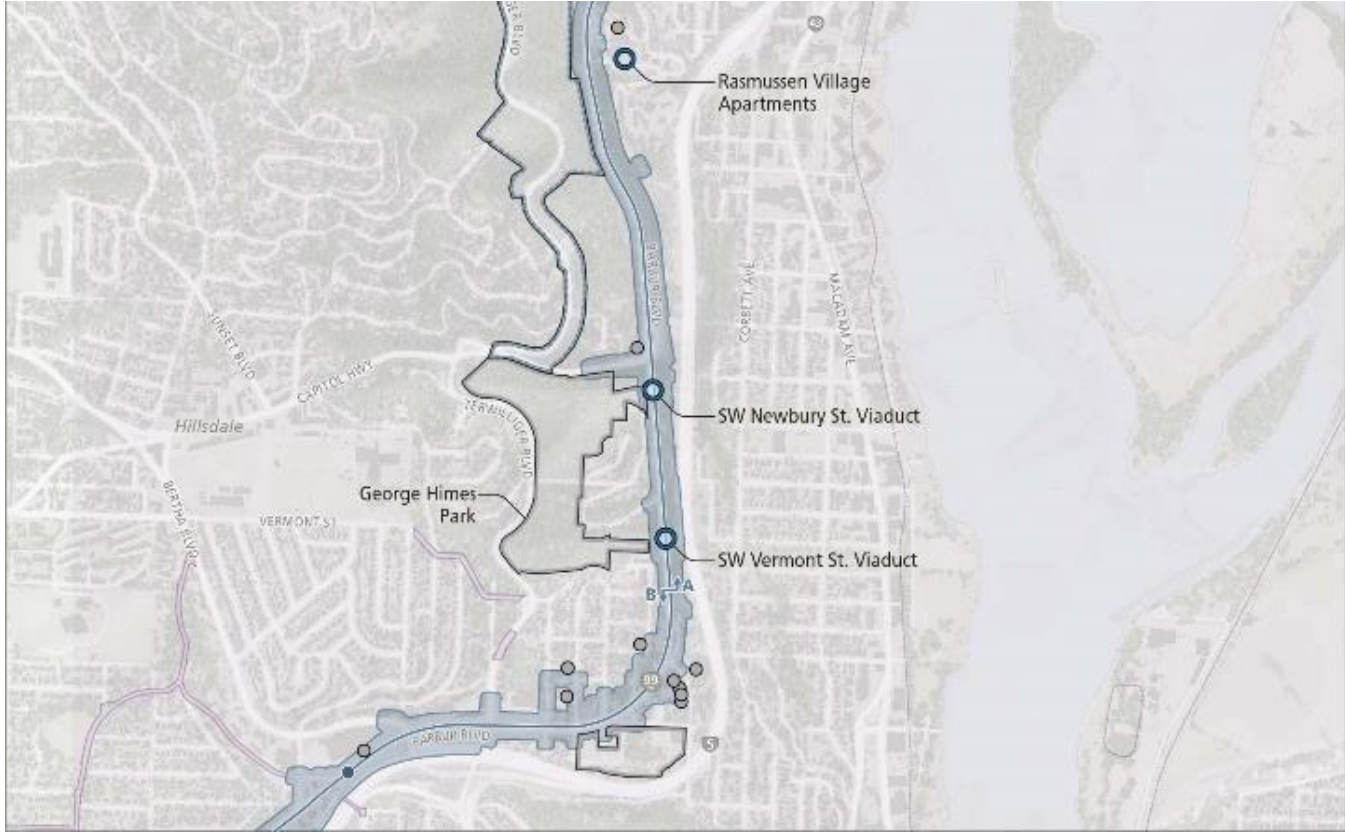 43
Rasmussen Village
Apartments
BARBUR BLVD
CORBETT AVE
MACADAM AVE
SUNSET BLVD
CAPITOL HWY
TERWILLIGER BLVD
Hillsdale
SW Newbury St. Viaduct
George Himes
Park
BERTHA BLVD
VERMONT ST
SW Vermont St. Viaduct
B A
99
BARBUR BLVD
5